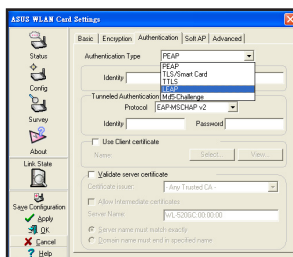 ASUS WLAN Card Settings
Status
Config
Survey
About
Link State
Save Configuration
Apply
OK
Cancel
Help
Basic Encryption Authentication Soft AP Advanced
Authentication Type PEAP
PEAP
TLS/Smart Card
TTLS
LEAP
Md5-Challenge
Identity
Tunneled Authentication
Protocol EAP-MSCHAP v2
Identity Password
Use Client certificate
Name: Select... View...
Validate server certificate
Certificate issuer: - Any Trusted CA -
Allow Intermediate certificates
Server Name: WL-520GC:00:00:00
Server name must match exactly
Domain name must end in specified name